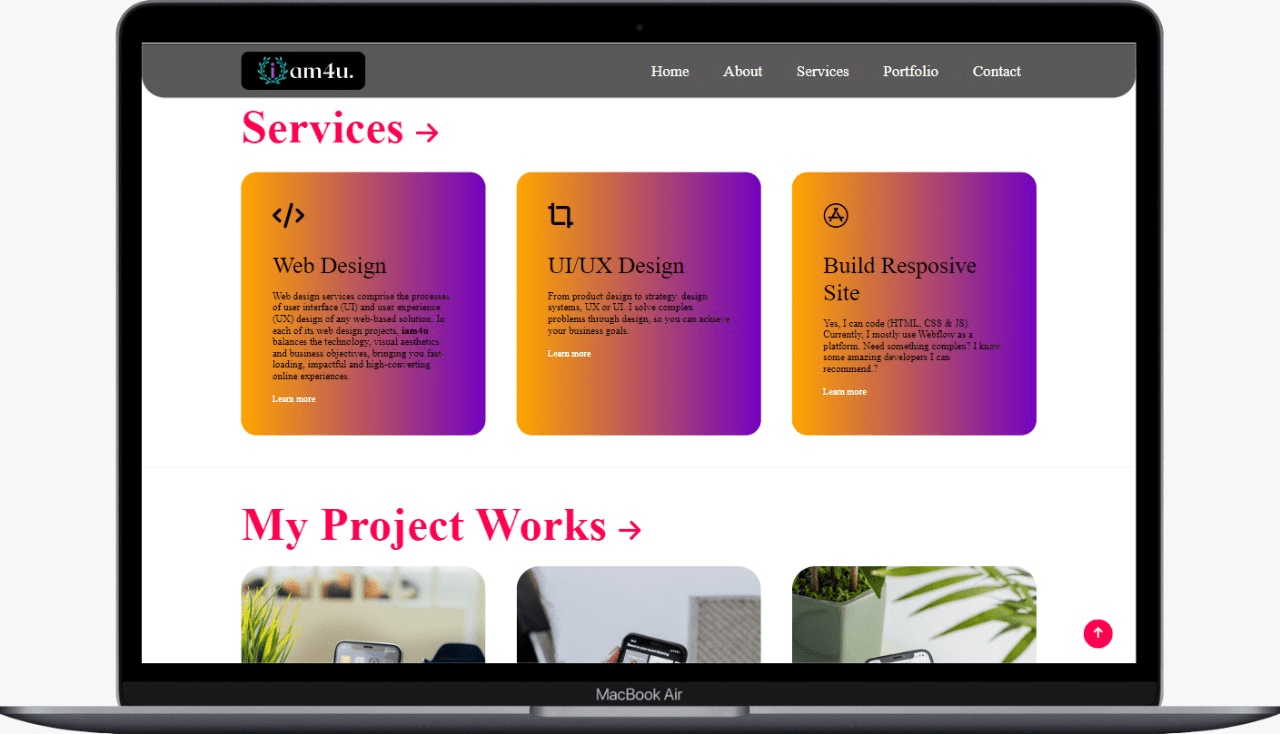 i am4u.
Home About Services Portfolio Contact
Services →
Web Design
Web design services comprise the processes
of user interface (UI) and user experience
(UX) design of any web-based solution. In
each of its web design projects, iam4u
balances the technology, visual aesthetics
and business objectives, bringing you fast-
loading, impactful and high-converting
online experiences.
Learn more
UI/UX Design
From product design to strategy. design
systems, UX or UI. I solve complex
problems through design, so you can achieve
your business goals.
Learn more
Build Resposive
Site
Yes, I can code (HTML, CSS & JS).
Currently, I mostly use Webflow as a
platform. Need something complex? I know
some amazing developers I can
recommend.?
Learn more
My Project Works →
MacBook Air